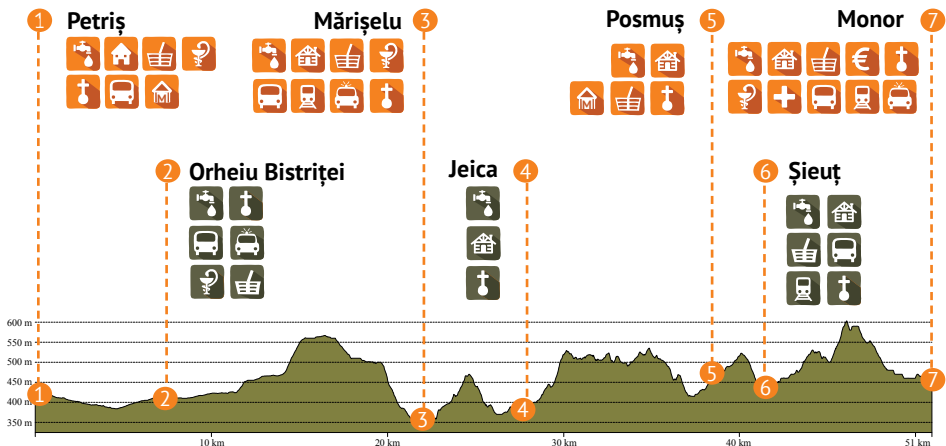 1 Petriș
Mărișelu 3
Posmuș 5
Monor 7
M
€
M
2 Orheiu Bistriței
Jeica 4
6 Șieuț
600 m
550 m
500 m
450 m
400 m
350 m
1
2
3
4
5
6
7
10 km
20 km
30 km
40 km
51 km